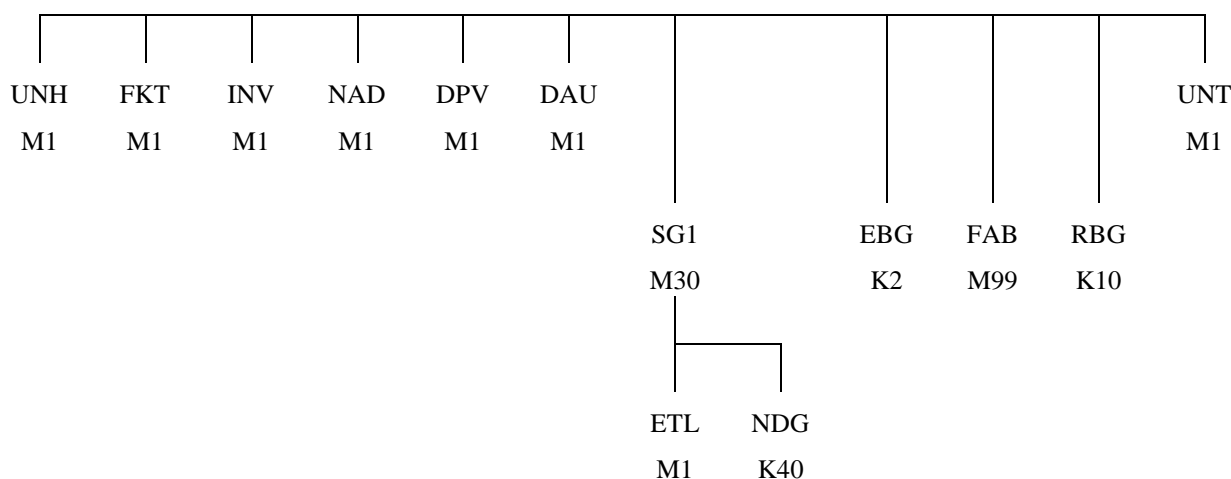 UNH FKT INV NAD DPV DAU UNT
M1 M1 M1 M1 M1 M1 M1
SG1 EBG FAB RBG
M30 K2 M99 K10
ETL NDG
M1 K40